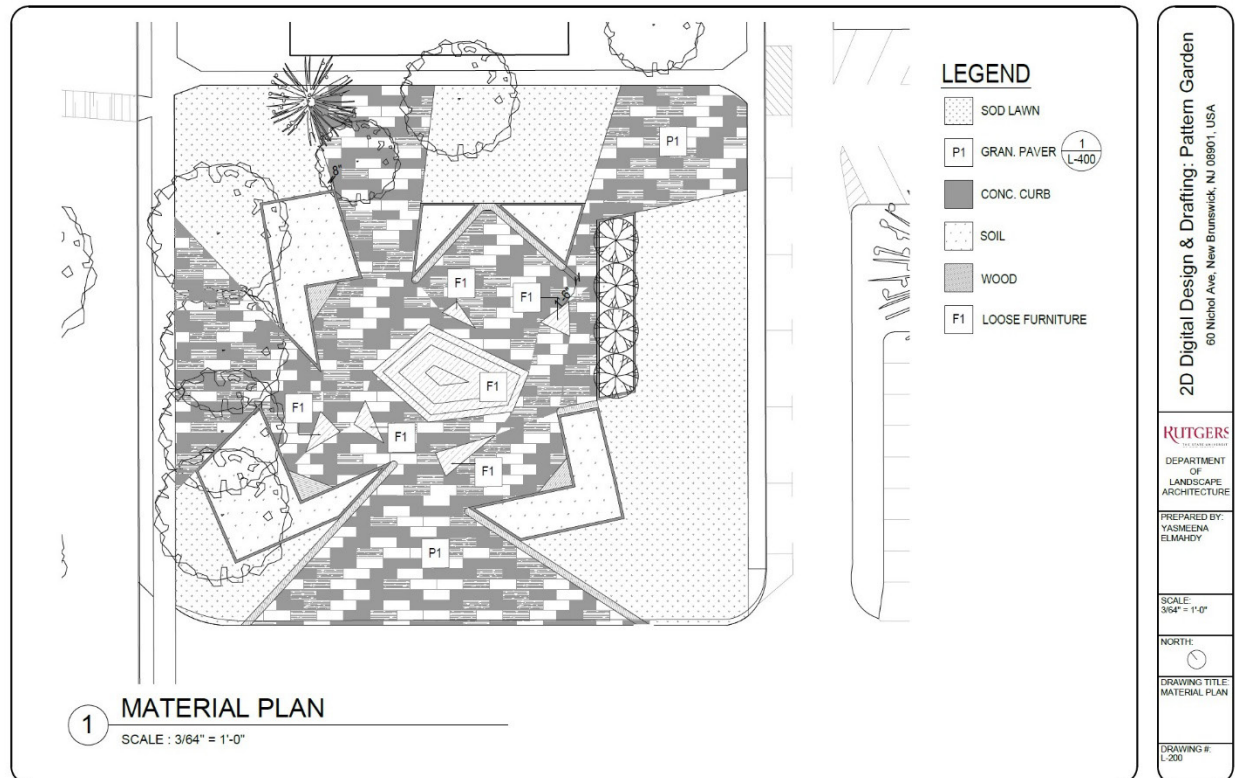 P1
F1
F1
F1
F1
F1
F1
P1
1
MATERIAL PLAN
SCALE : 3/64" = 1'-0"
LEGEND
SOD LAWN
P1 GRAN. PAVER 1
L-400
CONC. CURB
SOIL
WOOD
F1 LOOSE FURNITURE
2D Digital Design & Drafting: Pattern Garden
60 Nichol Ave, New Brunswick, NJ 08901, USA
RUTGERS
THE STATE UNIVERSITY
DEPARTMENT
OF
LANDSCAPE
ARCHITECTURE
PREPARED BY:
YASMEENA
ELMAHDY
SCALE:
3/64" = 1'-0"
NORTH:
DRAWING TITLE:
MATERIAL PLAN
DRAWING #:
L-200